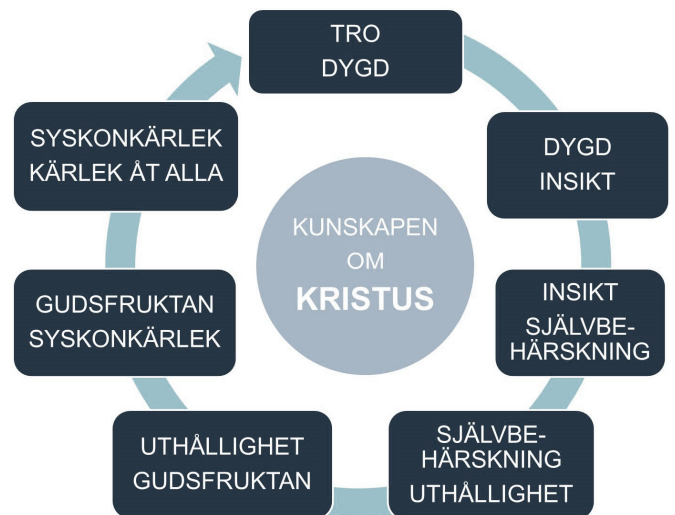 TRO
DYGD
DYGD
INSIKT
INSIKT
SJÄLVBE-
HÄRSKNING
SJÄLVBE-
HÄRSKNING
UTHÅLLIGHET
UTHÅLLIGHET
GUDSFRUKTAN
GUDSFRUKTAN
SYSKONKÄRLEK
SYSKONKÄRLEK
KÄRLEK ÅT ALLA
KUNSKAPEN
OM
KRISTUS